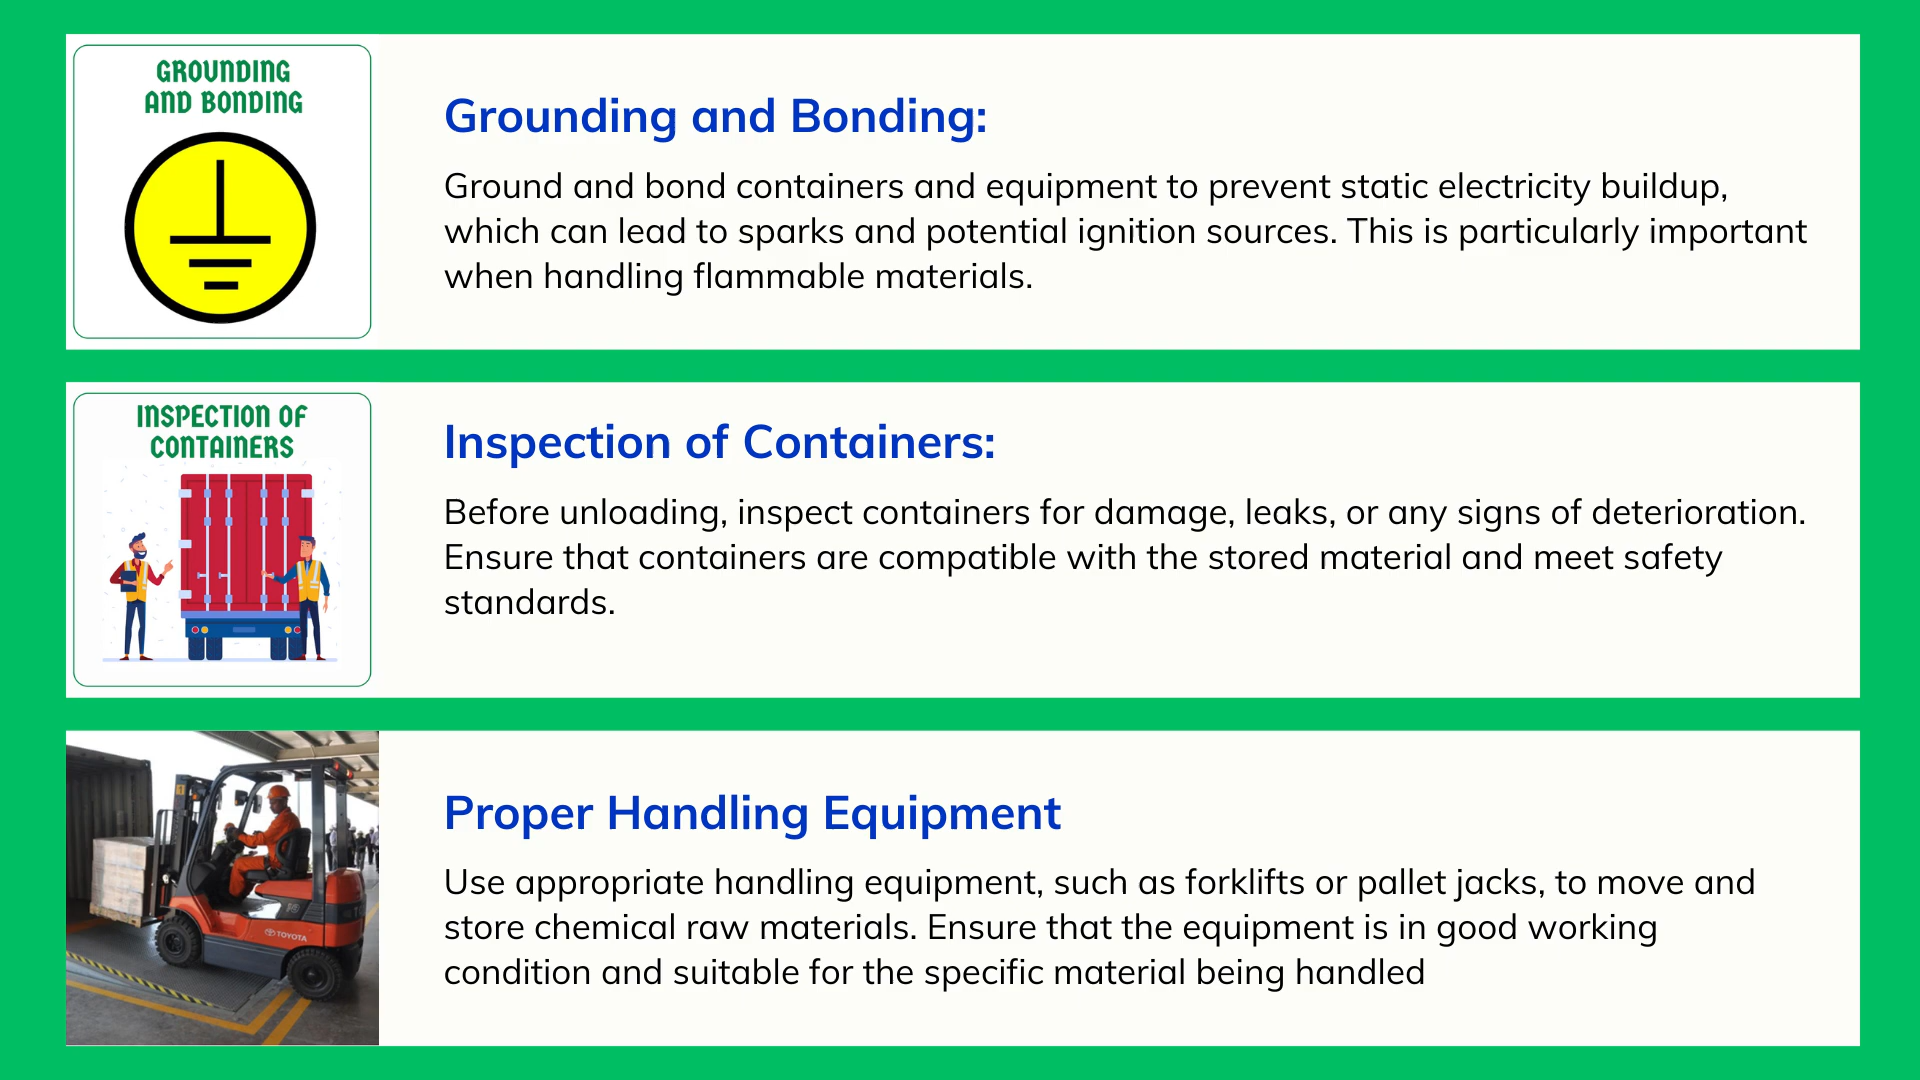 GROUNDING
AND BONDING
Grounding and Bonding:
Ground and bond containers and equipment to prevent static electricity buildup,
which can lead to sparks and potential ignition sources. This is particularly important
when handling flammable materials.
INSPECTION OF
CONTAINERS
Inspection of Containers:
Before unloading, inspect containers for damage, leaks, or any signs of deterioration.
Ensure that containers are compatible with the stored material and meet safety
standards.
TOYOTA
Proper Handling Equipment
Use appropriate handling equipment, such as forklifts or pallet jacks, to move and
store chemical raw materials. Ensure that the equipment is in good working
condition and suitable for the specific material being handled